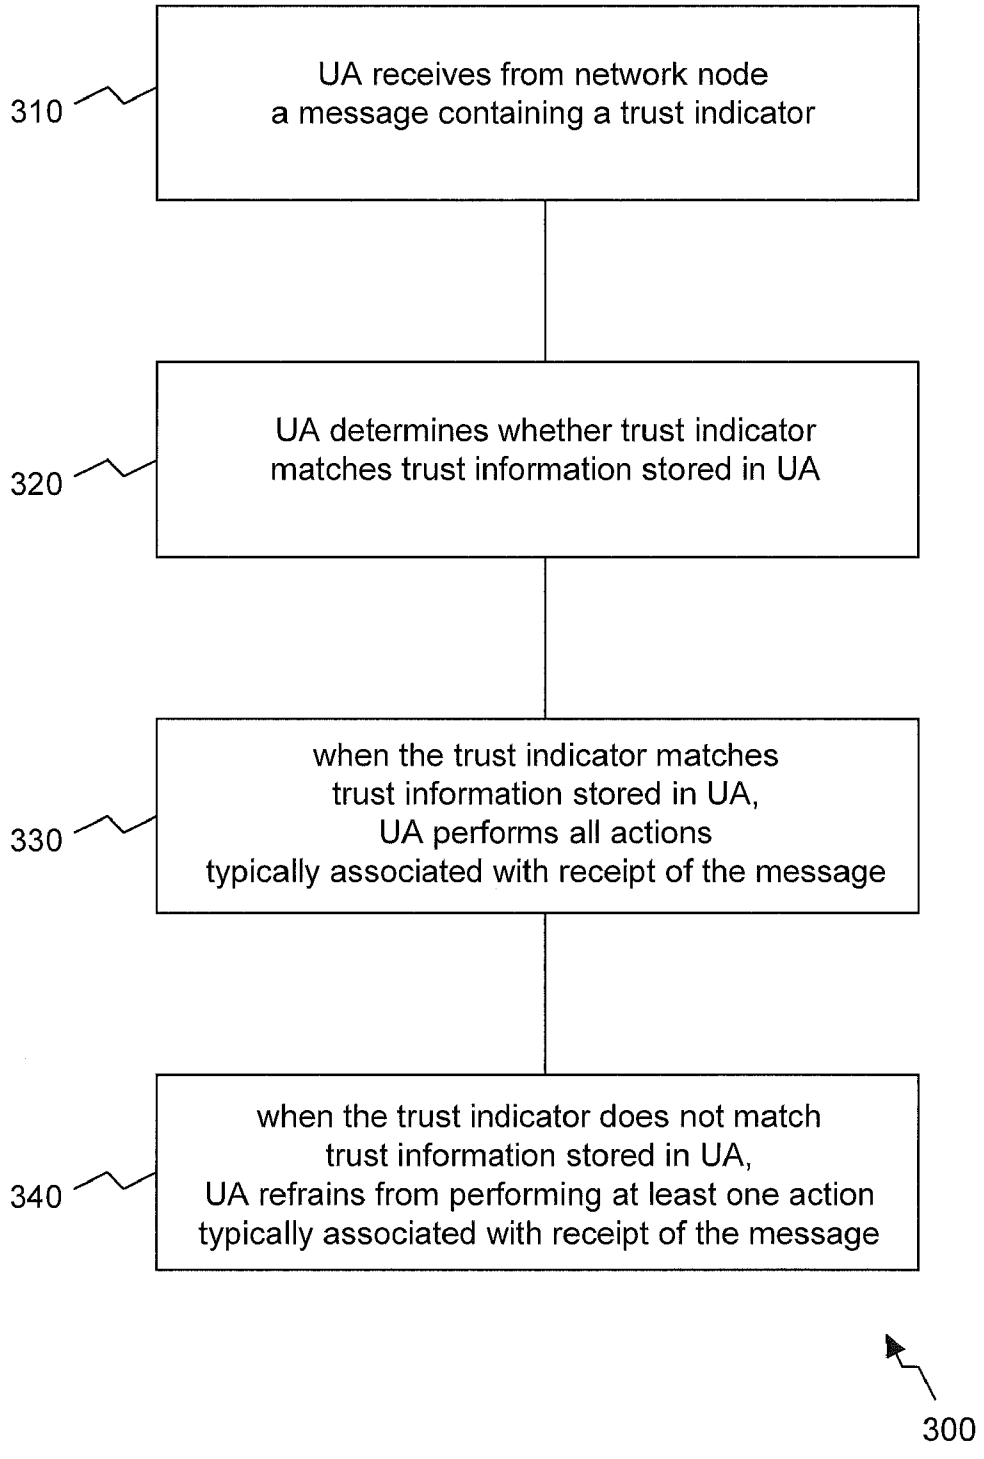 UA receives from network node
a message containing a trust indicator
310
UA determines whether trust indicator
matches trust information stored in UA
320
when the trust indicator matches
trust information stored in UA,
UA performs all actions
typically associated with receipt of the message
330
when the trust indicator does not match
trust information stored in UA,
UA refrains from performing at least one action
typically associated with receipt of the message
340
300